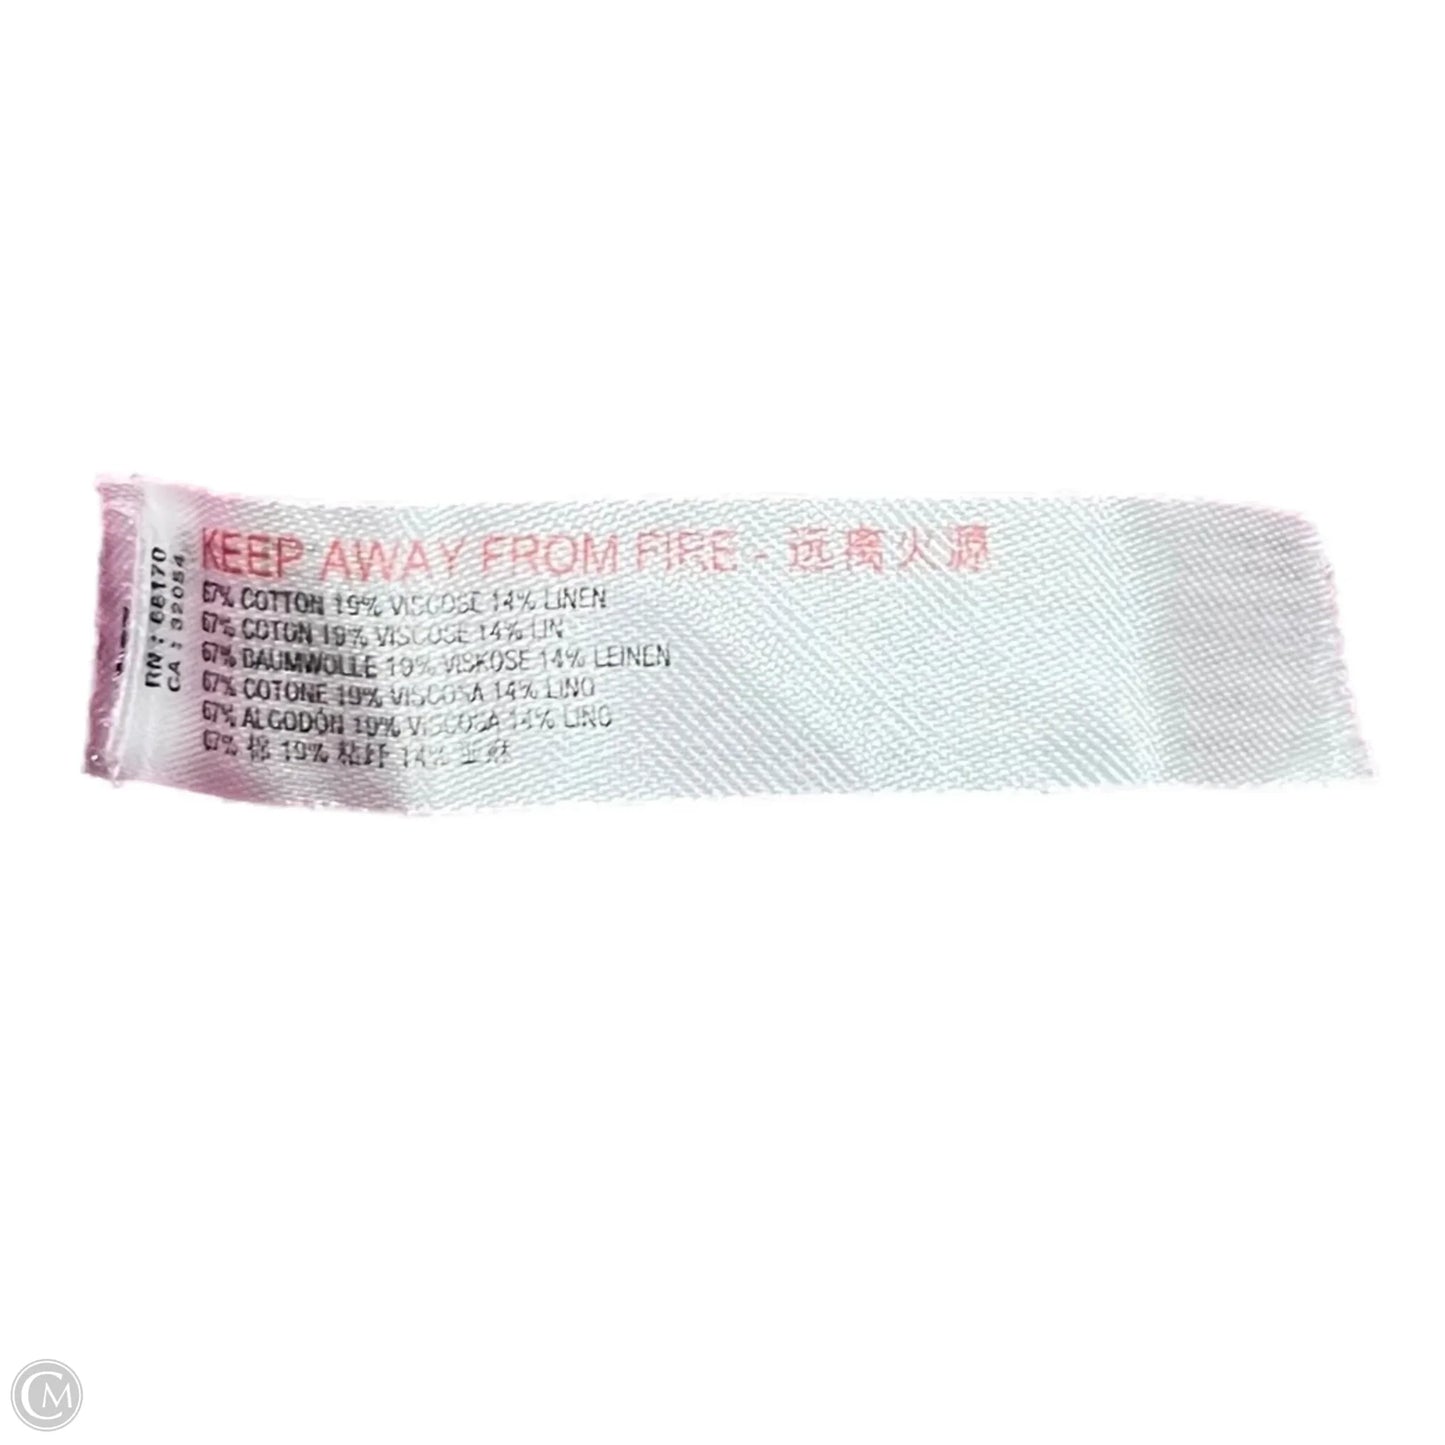 KEEP AWAY FROM FIRE - 远离火源
67% COTTON 19% VISCOSE 14% LINEN
67% COTON 19% VISCOSE 14% LIN
67% BAUMWOLLE 19% VISKOSE 14% LEINEN
67% COTONE 19% VISCOSA 14% LINO
67% ALGODÓN 19% VISCOSA 14% LINO
67% 棉 19% 粘纤 14% 亚麻
RN : 68170
CA : 32054
CM